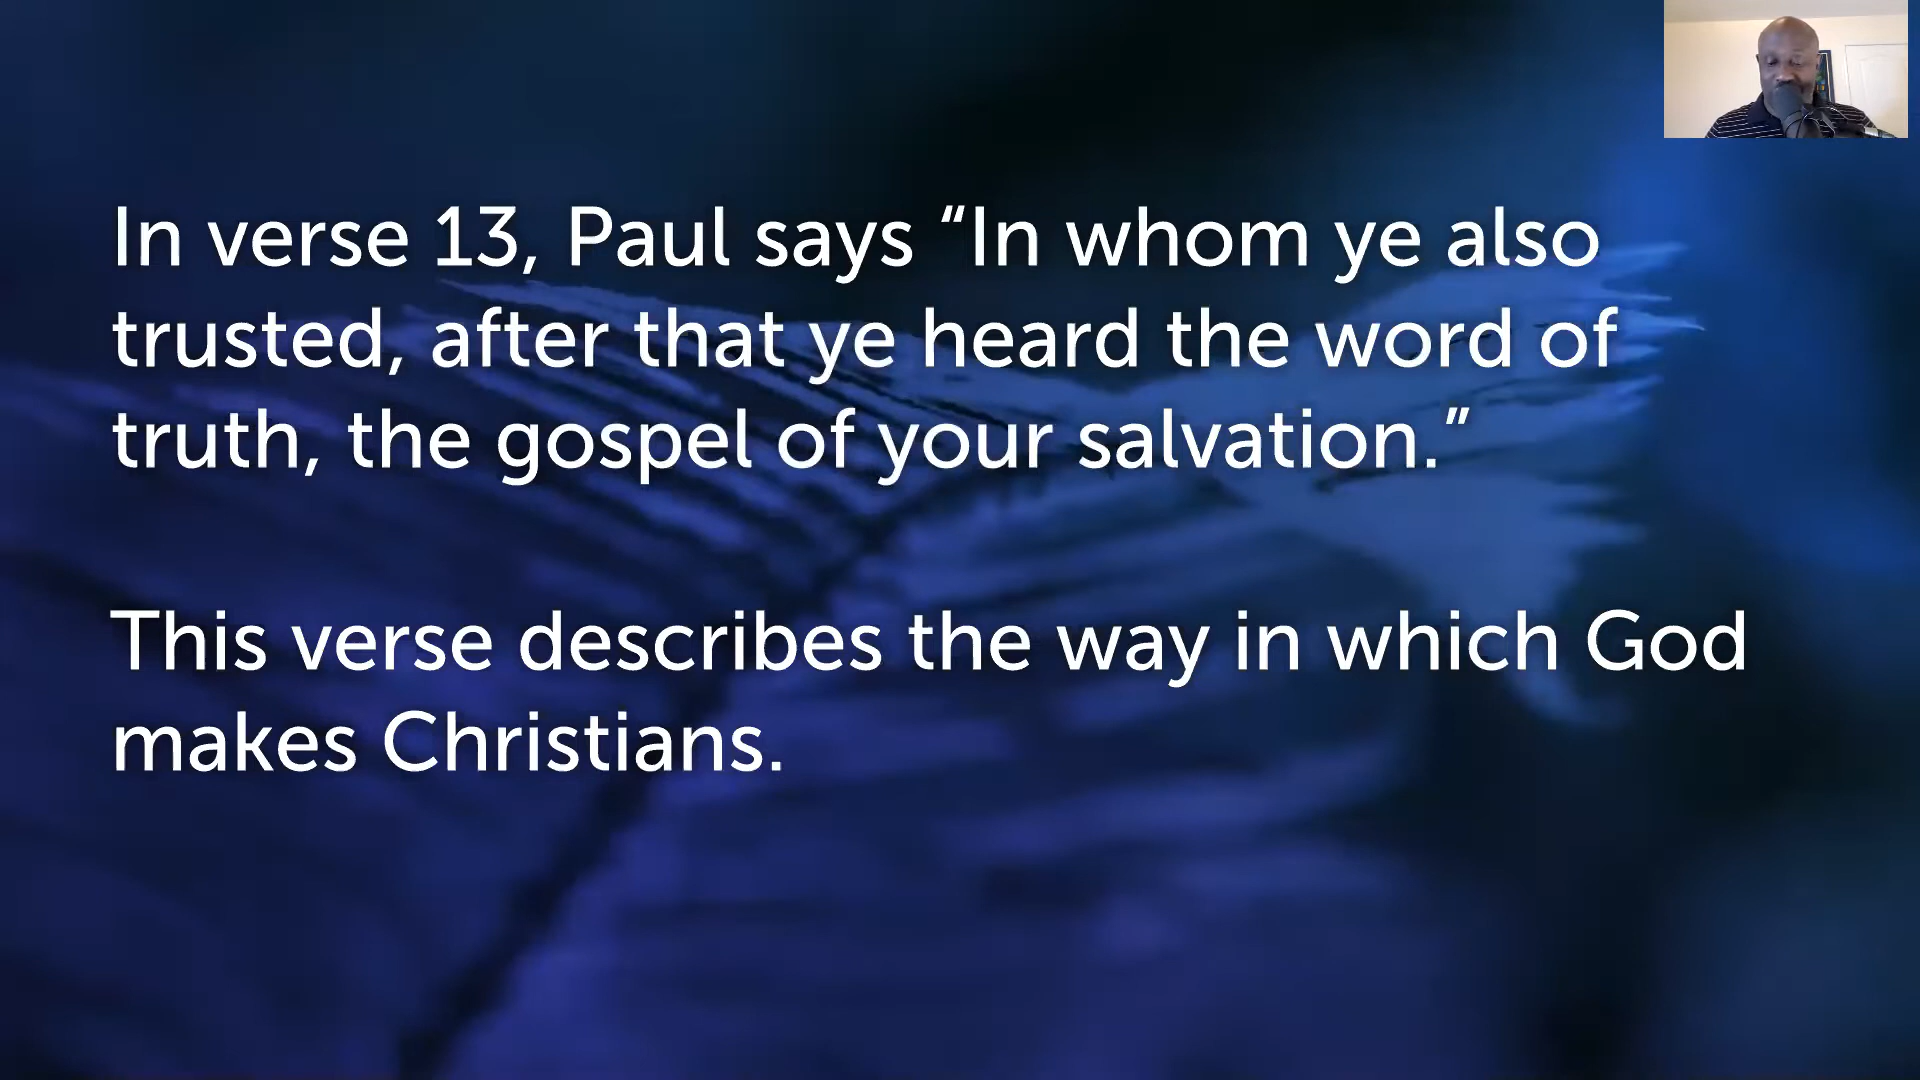 In verse 13, Paul says “In whom ye also
trusted, after that ye heard the word of
truth, the gospel of your salvation.”
This verse describes the way in which God
makes Christians.